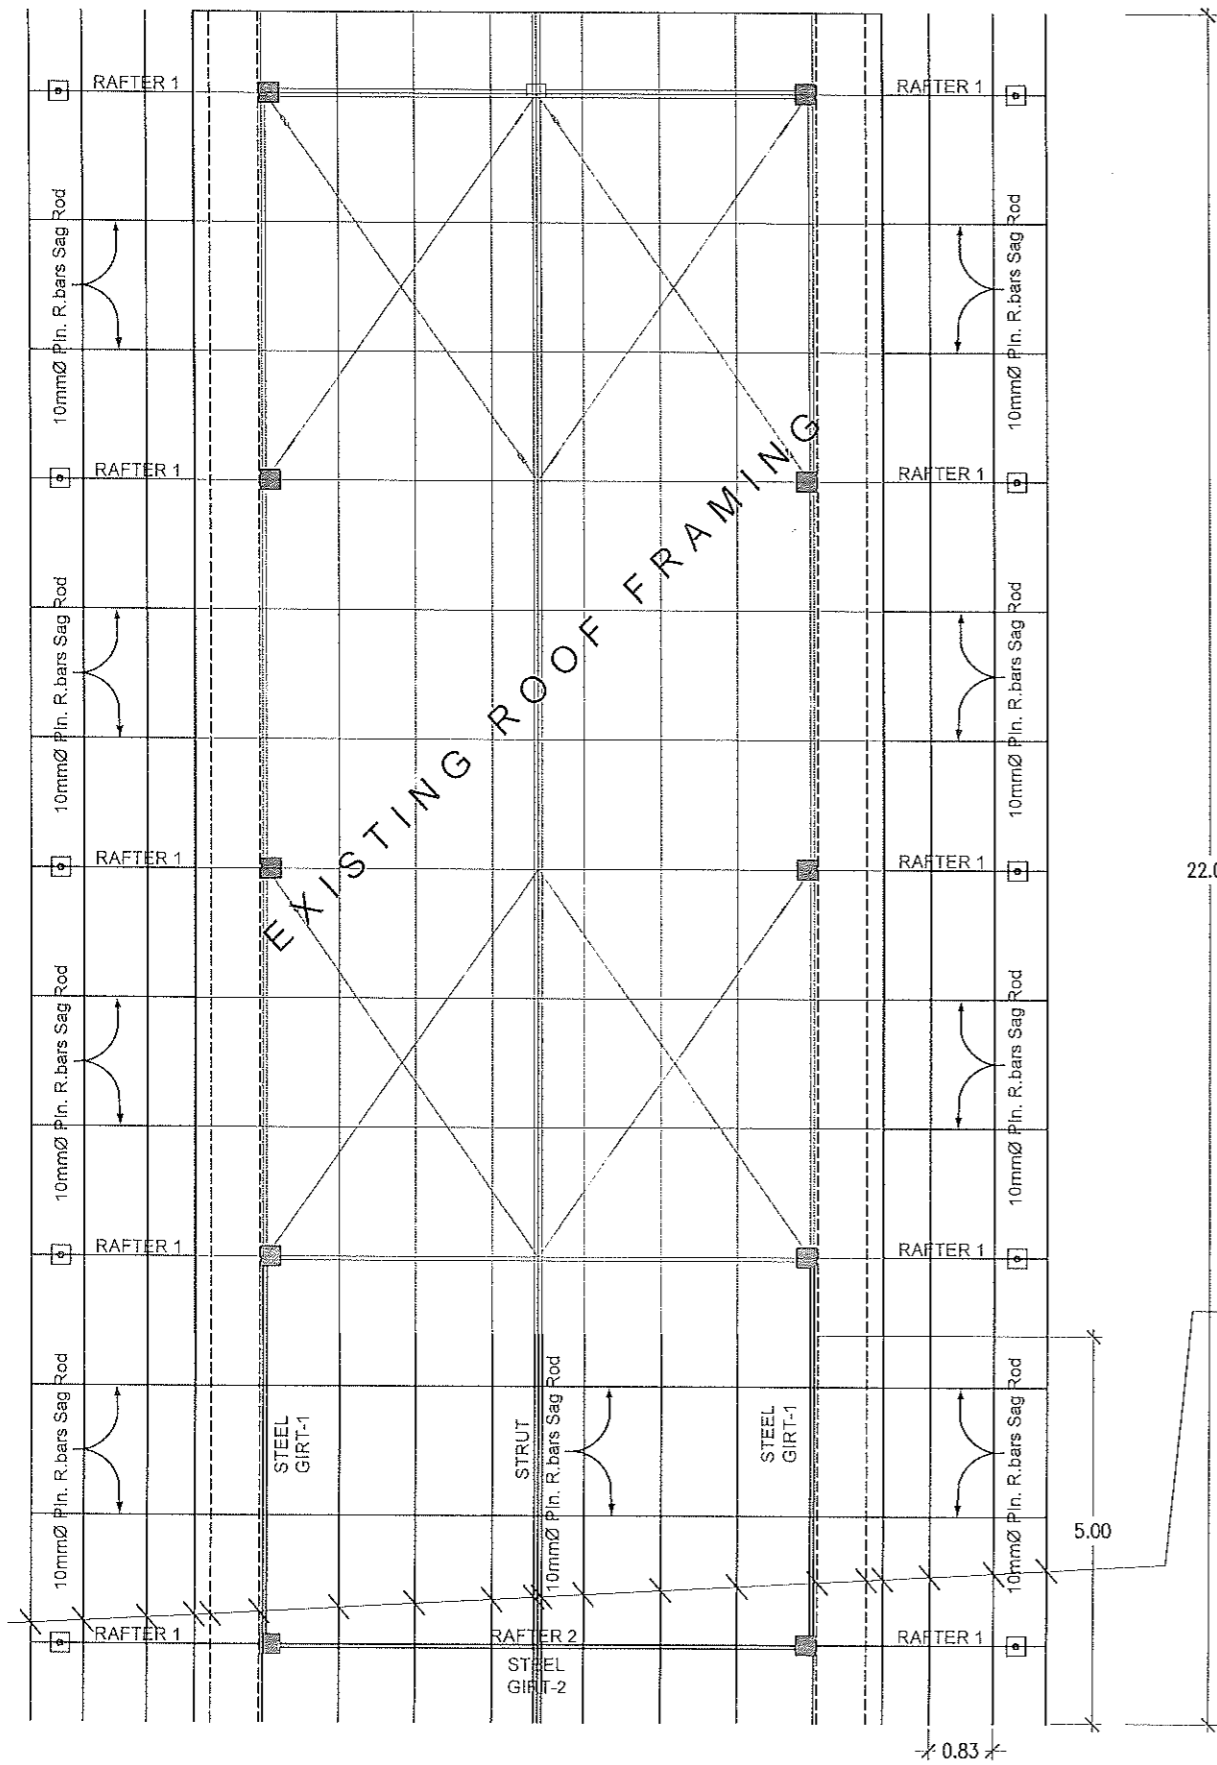 RAFTER 1
RAFTER 1
10mmØ Pln. R.bars Sag Rod
10mmØ Pln. R.bars Sag Rod
RAFTER 1
RAFTER 1
EXISTING ROOF FRAMING
10mmØ Pln. R.bars Sag Rod
10mmØ Pln. R.bars Sag Rod
RAFTER 1
RAFTER 1
22.0
10mmØ Pln. R.bars Sag Rod
10mmØ Pln. R.bars Sag Rod
RAFTER 1
RAFTER 1
10mmØ Pln. R.bars Sag Rod
STEEL
GIRT-1
STRUT
10mmØ Pln. R.bars Sag Rod
STEEL
GIRT-1
10mmØ Pln. R.bars Sag Rod
5.00
RAFTER 1
RAFTER 2
RAFTER 1
STEEL
GIRT-2
0.83